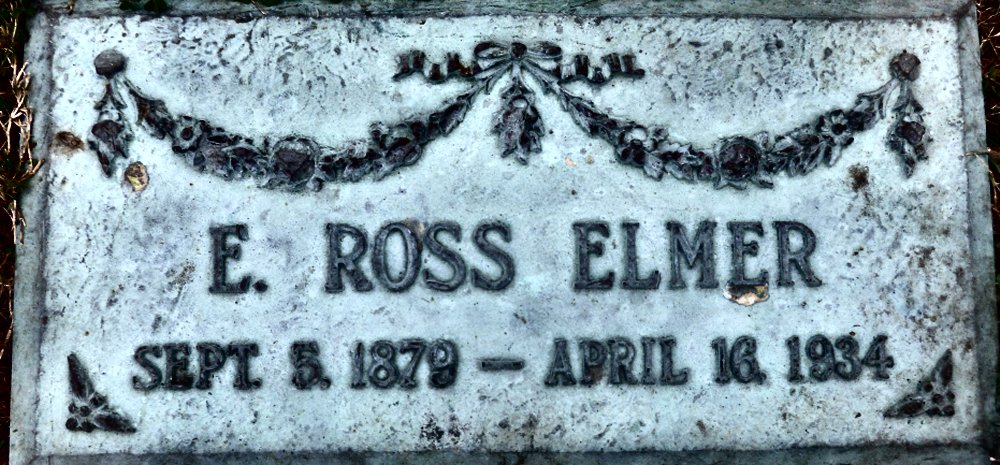 E. ROSS ELMER
SEPT. 5. 1879 — APRIL 16. 1934